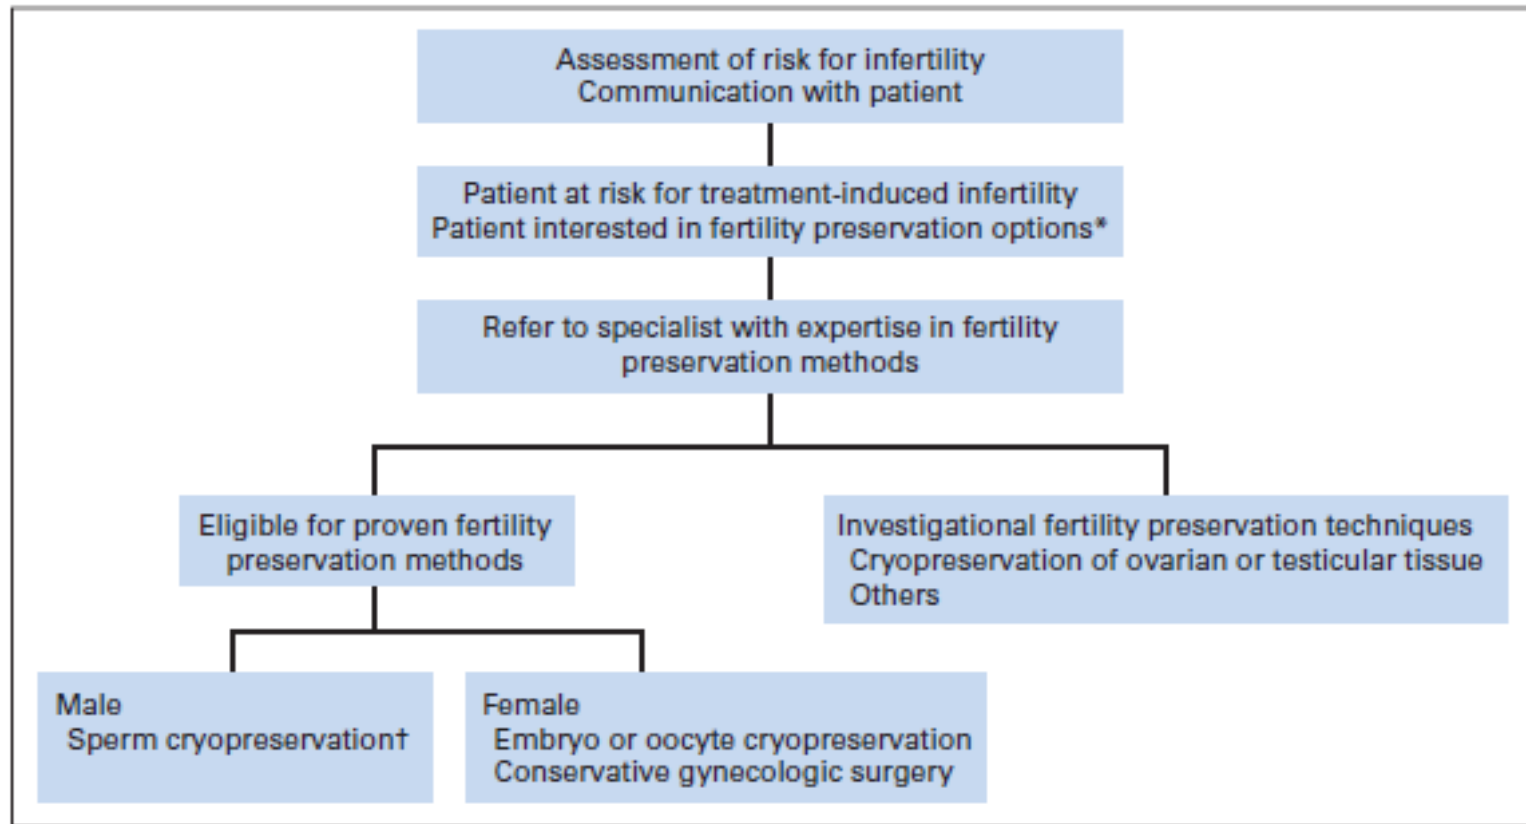 Assessment of risk for infertility
Communication with patient
Patient at risk for treatment-induced infertility
Patient interested in fertility preservation options*
Refer to specialist with expertise in fertility
preservation methods
Eligible for proven fertility
preservation methods
Investigational fertility preservation techniques
Cryopreservation of ovarian or testicular tissue
Others
Male
Sperm cryopreservation†
Female
Embryo or oocyte cryopreservation
Conservative gynecologic surgery